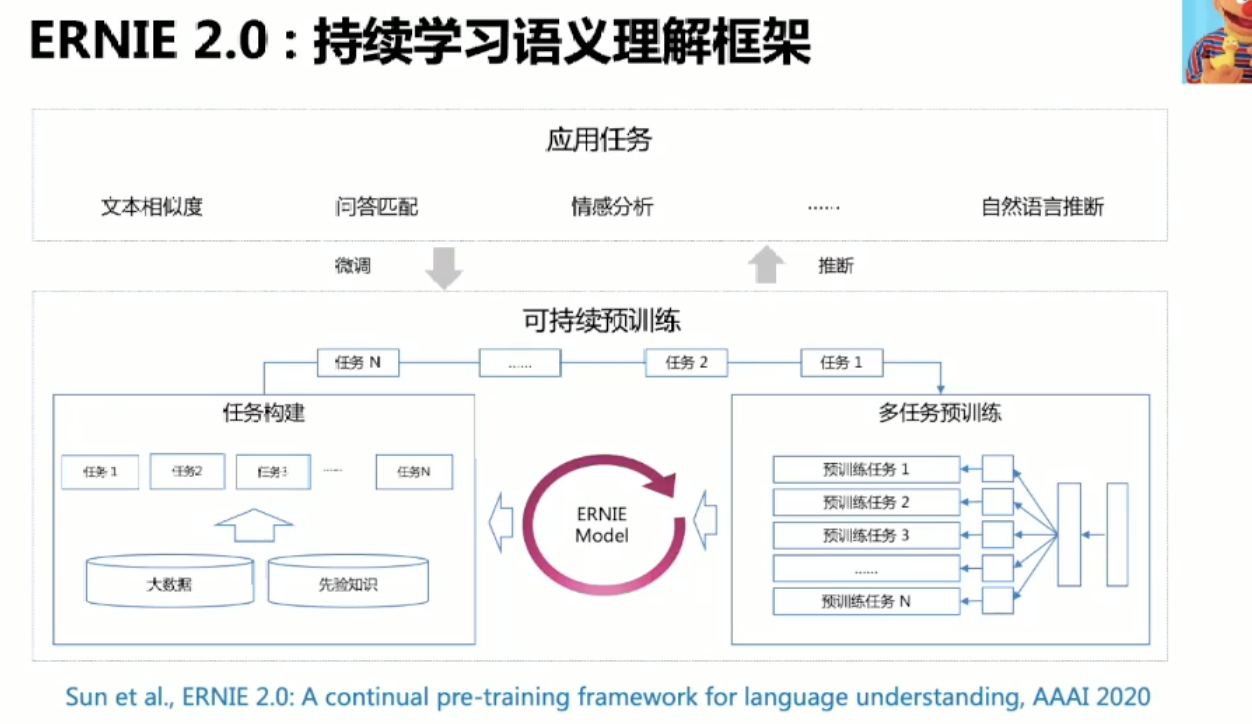 ERNIE 2.0 : 持续学习语义理解框架
应用任务
文本相似度 问答匹配 情感分析 ...... 自然语言推断
微调 推断
可持续预训练
任务 N ...... 任务 2 任务 1
任务构建
任务 1 任务2 任务3 ...... 任务N
大数据 先验知识
ERNIE
Model
多任务预训练
预训练任务 1
预训练任务 2
预训练任务 3
......
预训练任务 N
Sun et al., ERNIE 2.0: A continual pre-training framework for language understanding, AAAI 2020